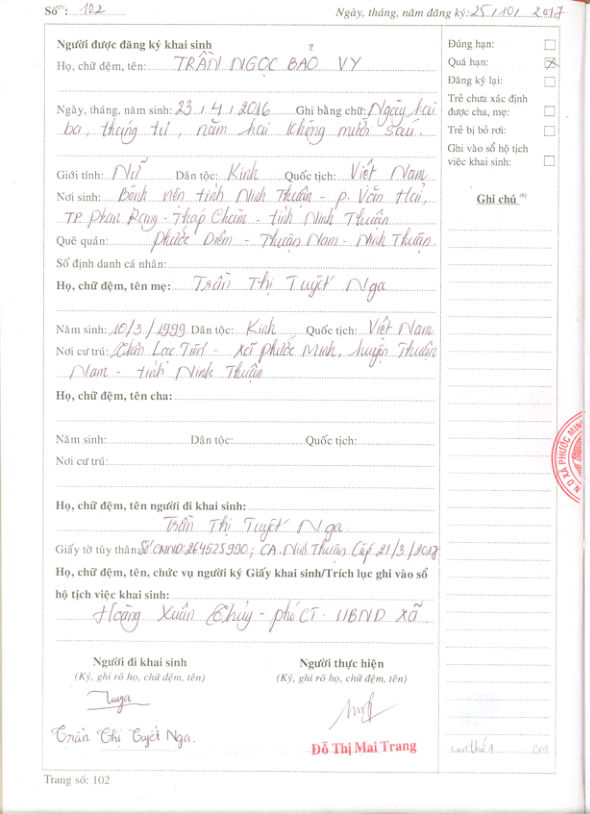 Số⁽⁵⁾: 102 Ngày, tháng, năm đăng ký: 25/10/2017
Người được đăng ký khai sinh
Họ, chữ đệm, tên: TRẦN NGỌC BẢO VY
Ngày, tháng, năm sinh: 23/4/2016 Ghi bằng chữ: Ngày hai
ba, tháng tư, năm hai không mười sáu.
Giới tính: Nữ Dân tộc: Kinh Quốc tịch: Việt Nam
Nơi sinh: Bệnh viện tỉnh Ninh Thuận - P. Văn Hải,
TP. Phan Rang - Tháp Chàm - tỉnh Ninh Thuận
Quê quán: Phước Diêm - Thuận Nam - Ninh Thuận
Số định danh cá nhân:
Họ, chữ đệm, tên mẹ: Trần Thị Tuyết Nga
Năm sinh: 10/3/1999 Dân tộc: Kinh Quốc tịch: Việt Nam
Nơi cư trú: Thôn Lạc Tiến - xã Phước Minh, huyện Thuận
Nam - tỉnh Ninh Thuận
Họ, chữ đệm, tên cha:
Năm sinh: Dân tộc: Quốc tịch:
Nơi cư trú:
Họ, chữ đệm, tên người đi khai sinh:
Trần Thị Tuyết Nga
Giấy tờ tùy thân: Số CMND: 264525990; CA. Ninh Thuận Cấp 21/3/
Họ, chữ đệm, tên, chức vụ người ký Giấy khai sinh/Trích lục ghi vào sổ
hộ tịch việc khai sinh:
Hoàng Xuân Thủy - phó CT. UBND xã.
Người đi khai sinh
(Ký, ghi rõ họ, chữ đệm, tên)
Nga
Trần Thị Tuyết Nga.
Người thực hiện
(Ký, ghi rõ họ, chữ đệm, tên)
Đỗ Thị Mai Trang
Đúng hạn:
Quá hạn: X
Đăng ký lại:
Trẻ chưa xác định
được cha, mẹ:
Trẻ bị bỏ rơi:
Ghi vào sổ hộ tịch
việc khai sinh:
Ghi chú ⁽⁶⁾
N D XÃ PHƯỚC MINH
Trang số: 102